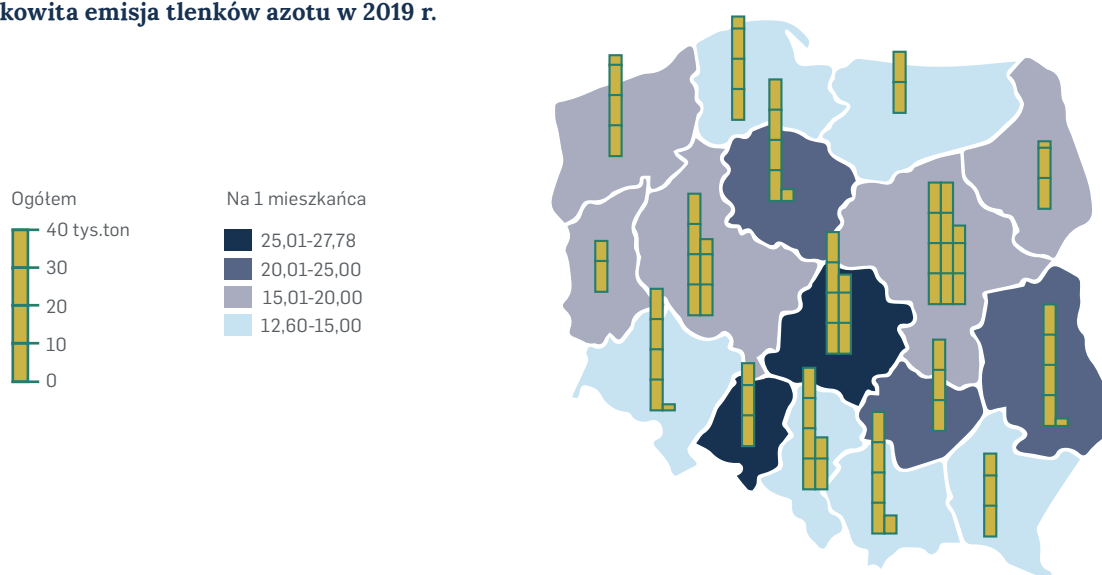 kowita emisja tlenków azotu w 2019 r.
Ogółem
40 tys.ton
30
20
10
0
Na 1 mieszkańca
25,01-27,78
20,01-25,00
15,01-20,00
12,60-15,00